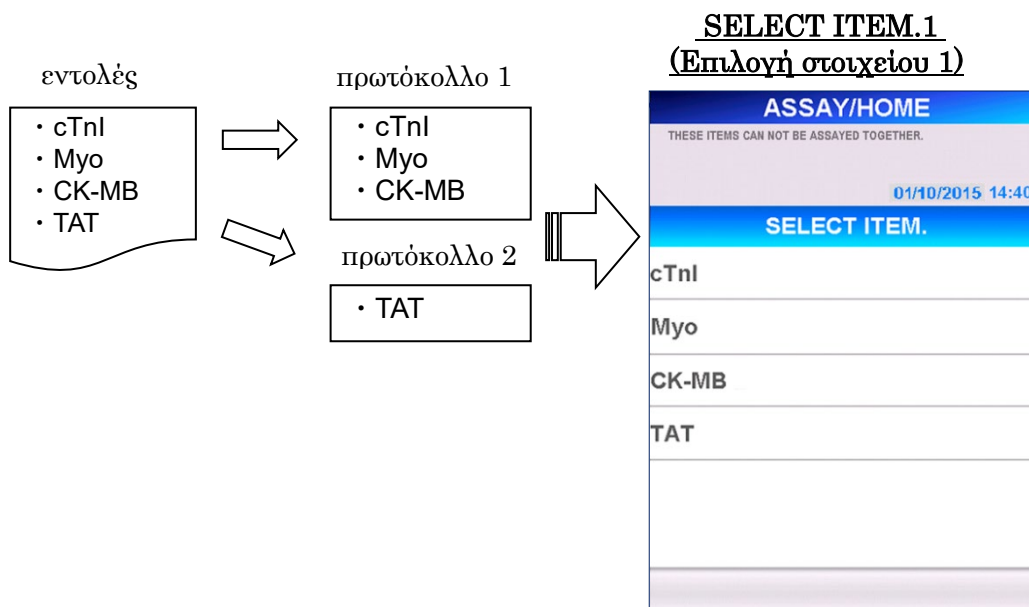 εντολές
・cTnI
・Myo
・CK-MB
・TAT
πρωτόκολλο 1
・cTnI
・Myo
・CK-MB
πρωτόκολλο 2
・TAT
SELECT ITEM.1
(Επιλογή στοιχείου 1)
ASSAY/HOME
THESE ITEMS CAN NOT BE ASSAYED TOGETHER.
01/10/2015 14:40
SELECT ITEM.
cTnI
Myo
CK-MB
TAT